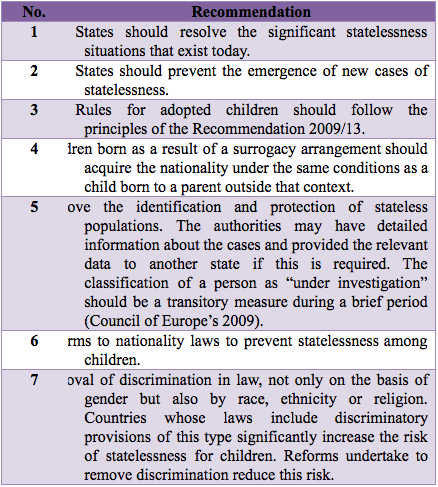 No. Recommendation
1 States should resolve the significant statelessness
situations that exist today.
2 States should prevent the emergence of new cases of
statelessness.
3 Rules for adopted children should follow the
principles of the Recommendation 2009/13.
4 lren born as a result of a surrogacy arrangement should
acquire the nationality under the same conditions as a
child born to a parent outside that context.
5 ove the identification and protection of stateless
populations. The authorities may have detailed
information about the cases and provided the relevant
data to another state if this is required. The
classification of a person as “under investigation”
should be a transitory measure during a brief period
(Council of Europe’s 2009).
6 rms to nationality laws to prevent statelessness among
children.
7 oval of discrimination in law, not only on the basis of
gender but also by race, ethnicity or religion.
Countries whose laws include discriminatory
provisions of this type significantly increase the risk
of statelessness for children. Reforms undertake to
remove discrimination reduce this risk.